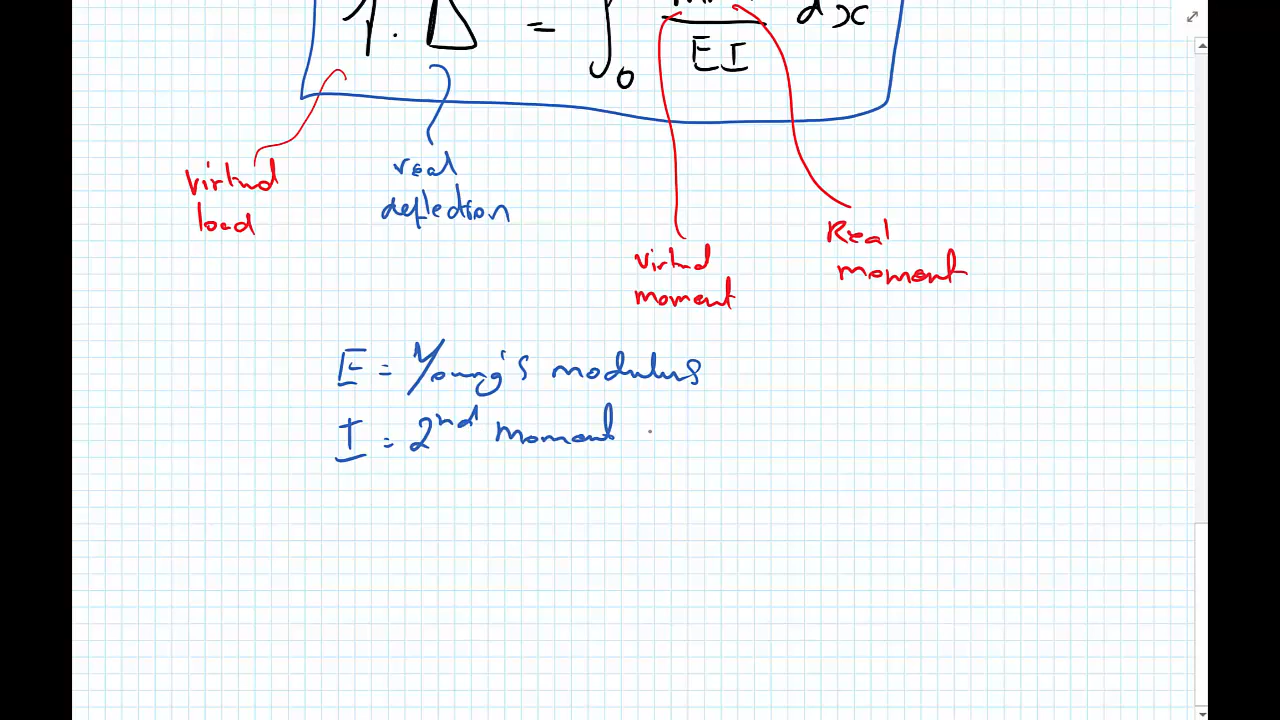 1 . Δ = ∫ 0 EI dx
virtual load
real deflection
virtual moment
Real moment
E = Young's modulus
I = 2nd moment